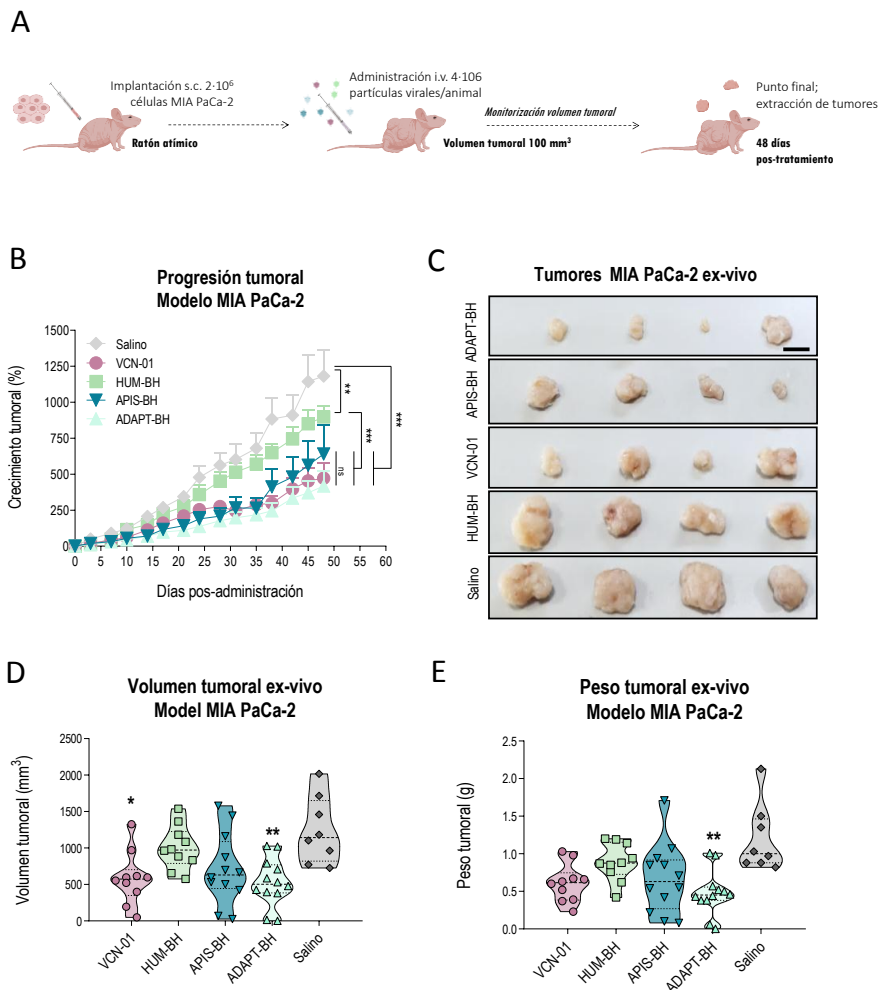 A
Implantación s.c. 2·10⁶
células MIA PaCa-2
Ratón atímico
Administración i.v. 4·106
partículas virales/animal
Monitorización volumen tumoral
Volumen tumoral 100 mm³
Punto final;
extracción de tumores
48 días
pos-tratamiento
B
Progresión tumoral
Modelo MIA PaCa-2
Crecimiento tumoral (%)
1500
1250
1000
750
500
250
0
Salino
VCN-01
HUM-BH
APIS-BH
ADAPT-BH
**
***
***
ns
0 5 10 15 20 25 30 35 40 45 50 55 60
Días pos-administración
C
Tumores MIA PaCa-2 ex-vivo
ADAPT-BH
APIS-BH
VCN-01
HUM-BH
Salino
D
Volumen tumoral ex-vivo
Model MIA PaCa-2
Volumen tumoral (mm³)
2500
2000
1500
1000
500
0
*
**
VCN-01
HUM-BH
APIS-BH
ADAPT-BH
Salino
E
Peso tumoral ex-vivo
Modelo MIA PaCa-2
Peso tumoral (g)
2.5
2.0
1.5
1.0
0.5
0.0
**
VCN-01
HUM-BH
APIS-BH
ADAPT-BH
Salino